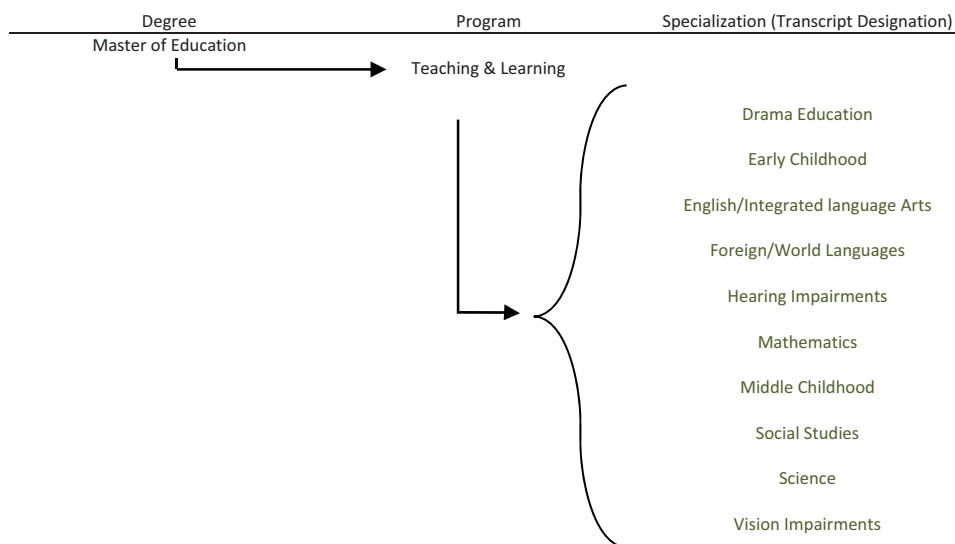 Degree Program Specialization (Transcript Designation)
Master of Education
Teaching & Learning
Drama Education
Early Childhood
English/Integrated language Arts
Foreign/World Languages
Hearing Impairments
Mathematics
Middle Childhood
Social Studies
Science
Vision Impairments